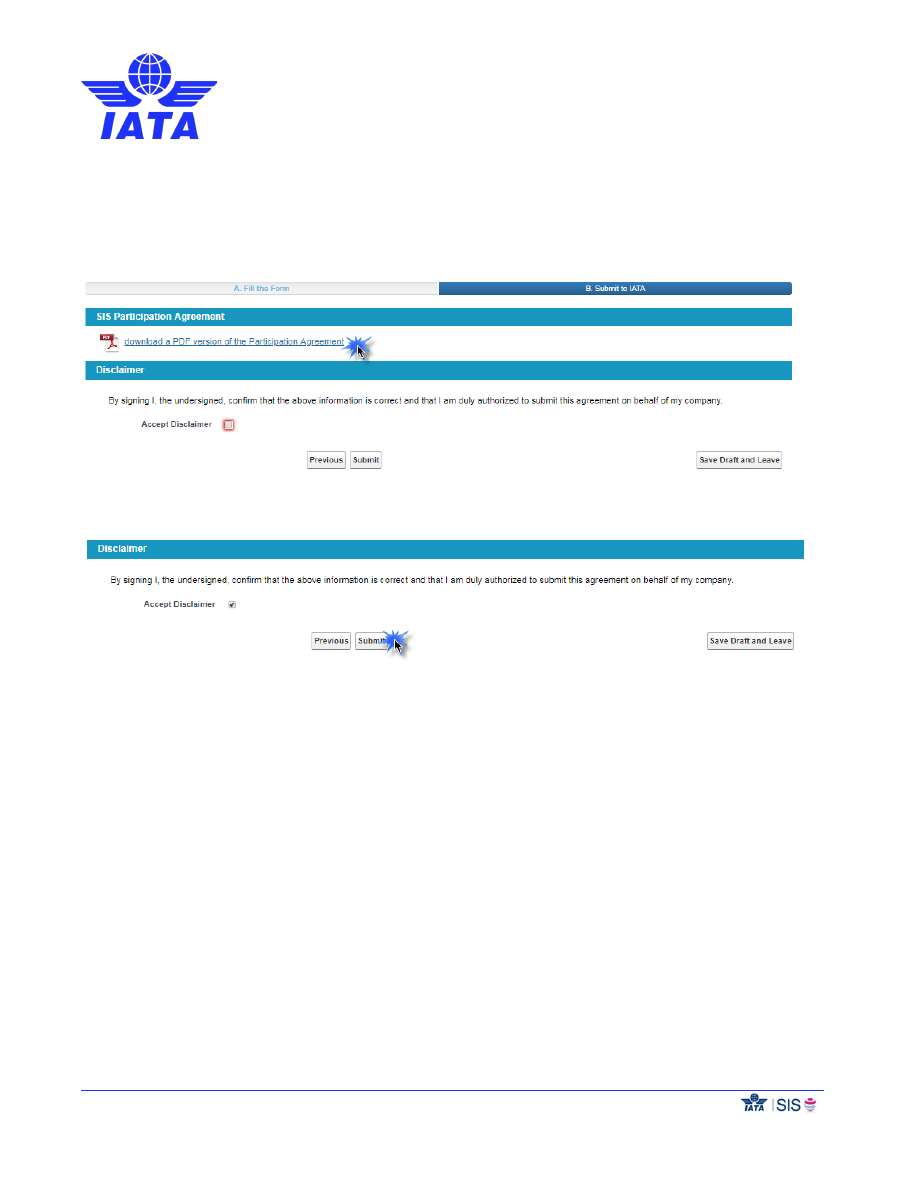 IATA
A. Fill the Form
B. Submit to IATA
SIS Participation Agreement
PDF
download a PDF version of the Participation Agreement
Disclaimer
By signing I, the undersigned, confirm that the above information is correct and that I am duly authorized to submit this agreement on behalf of my company.
Accept Disclaimer
Previous Submit Save Draft and Leave
Disclaimer
By signing I, the undersigned, confirm that the above information is correct and that I am duly authorized to submit this agreement on behalf of my company.
Accept Disclaimer
Previous Submit Save Draft and Leave
IATA | SIS